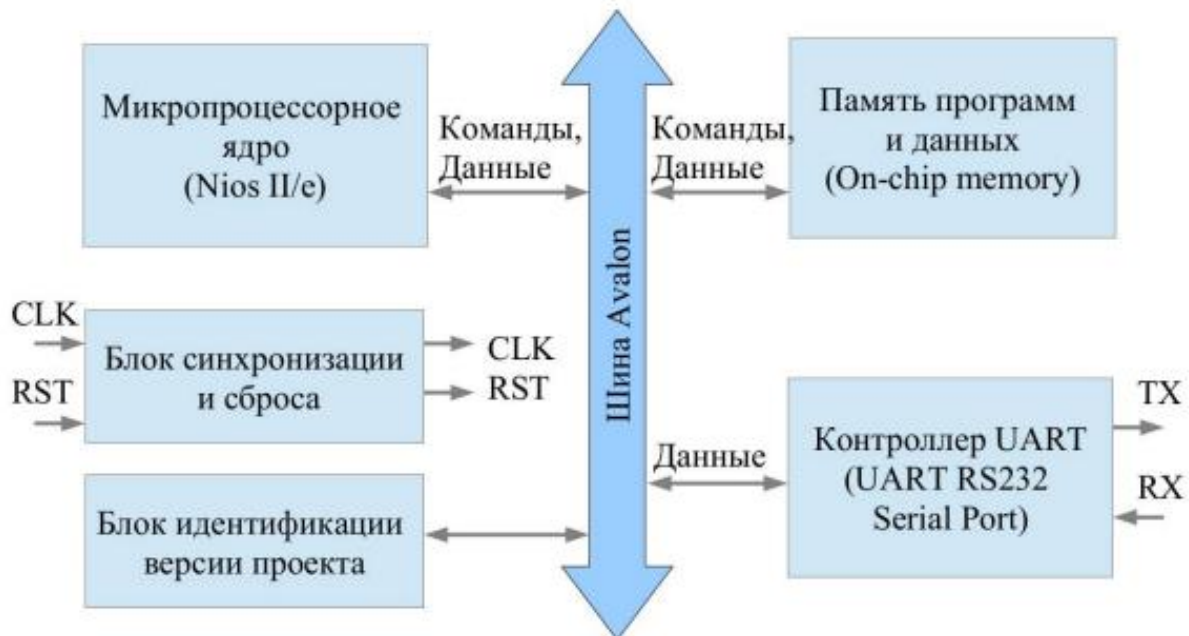 Микропроцессорное
ядро
(Nios II/e)
Команды,
Данные
Команды,
Данные
Память программ
и данных
(On-chip memory)
Шина Avalon
CLK
RST
Блок синхронизации
и сброса
CLK
RST
Данные
Контроллер UART
(UART RS232
Serial Port)
TX
RX
Блок идентификации
версии проекта